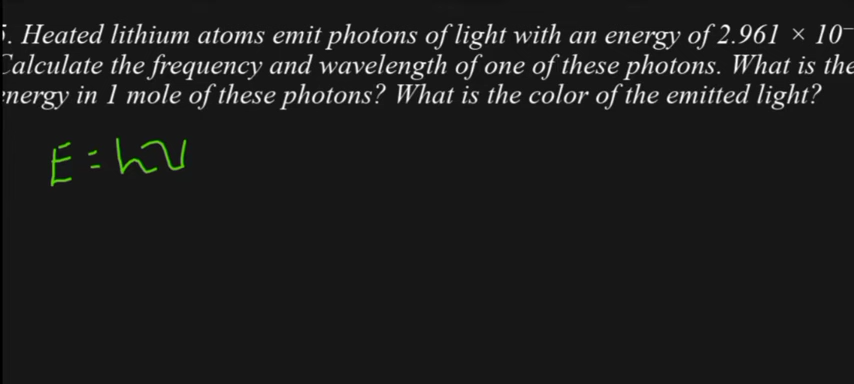 5. Heated lithium atoms emit photons of light with an energy of 2.961 × 10⁻
Calculate the frequency and wavelength of one of these photons. What is the
energy in 1 mole of these photons? What is the color of the emitted light?
E = hν